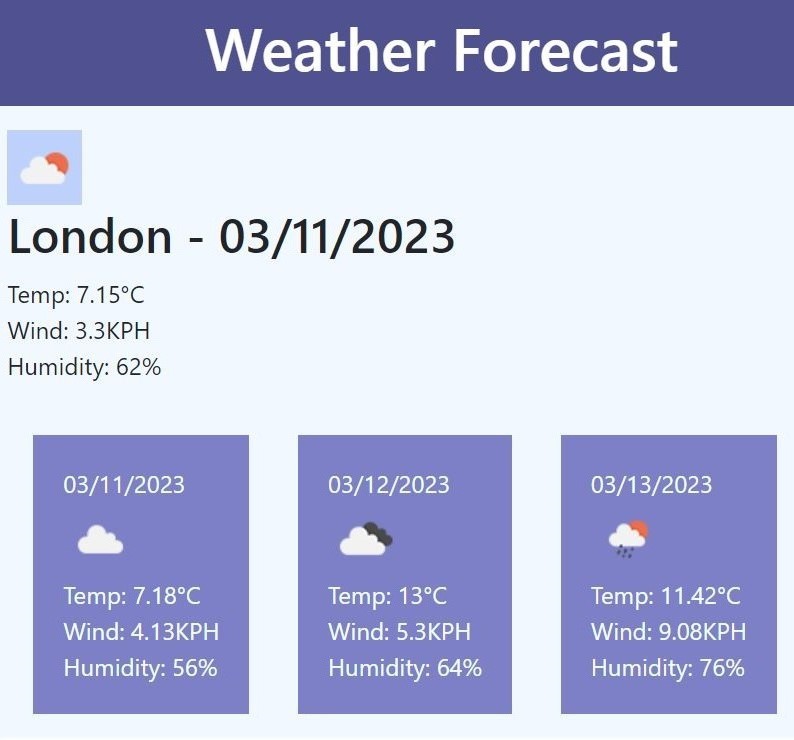 Weather Forecast
London - 03/11/2023
Temp: 7.15°C
Wind: 3.3KPH
Humidity: 62%
03/11/2023
Temp: 7.18°C
Wind: 4.13KPH
Humidity: 56%
03/12/2023
Temp: 13°C
Wind: 5.3KPH
Humidity: 64%
03/13/2023
Temp: 11.42°C
Wind: 9.08KPH
Humidity: 76%